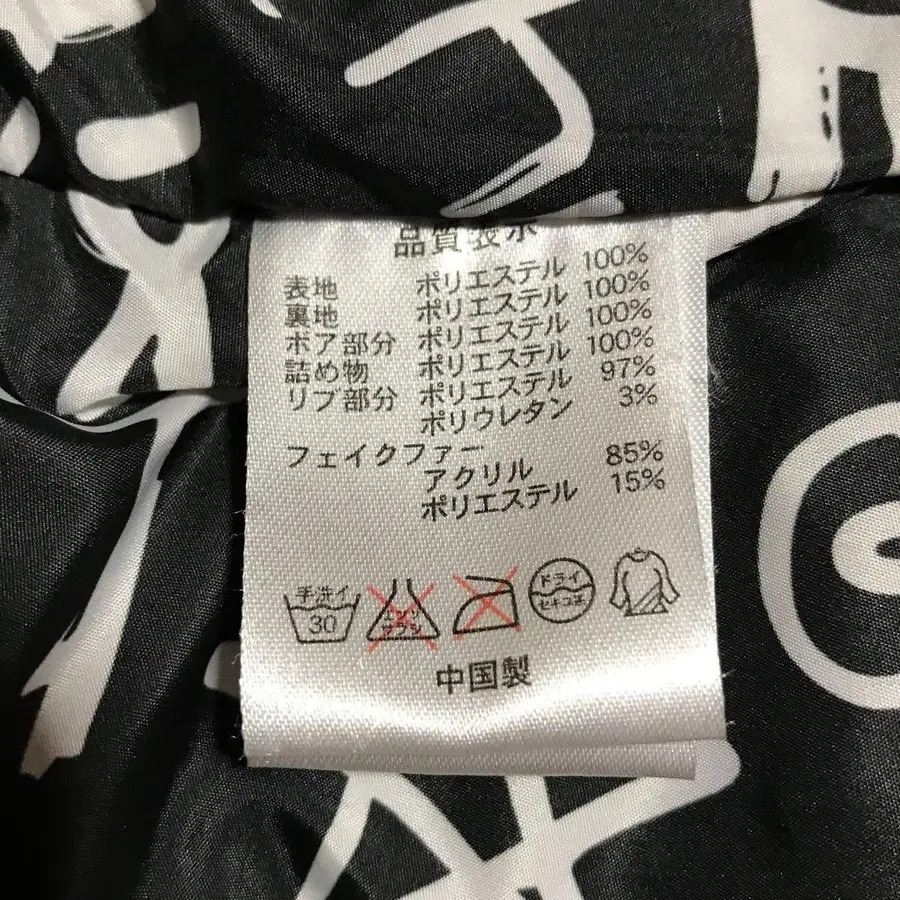 品質表示
表地 ポリエステル 100%
裏地 ポリエステル 100%
ボア部分 ポリエステル 100%
詰め物 ポリエステル 100%
リブ部分 ポリエステル 97%
ポリウレタン 3%
フェイクファー
アクリル 85%
ポリエステル 15%
手洗イ
30
エンソ
サラシ
ドライ
セキユ系
中国製